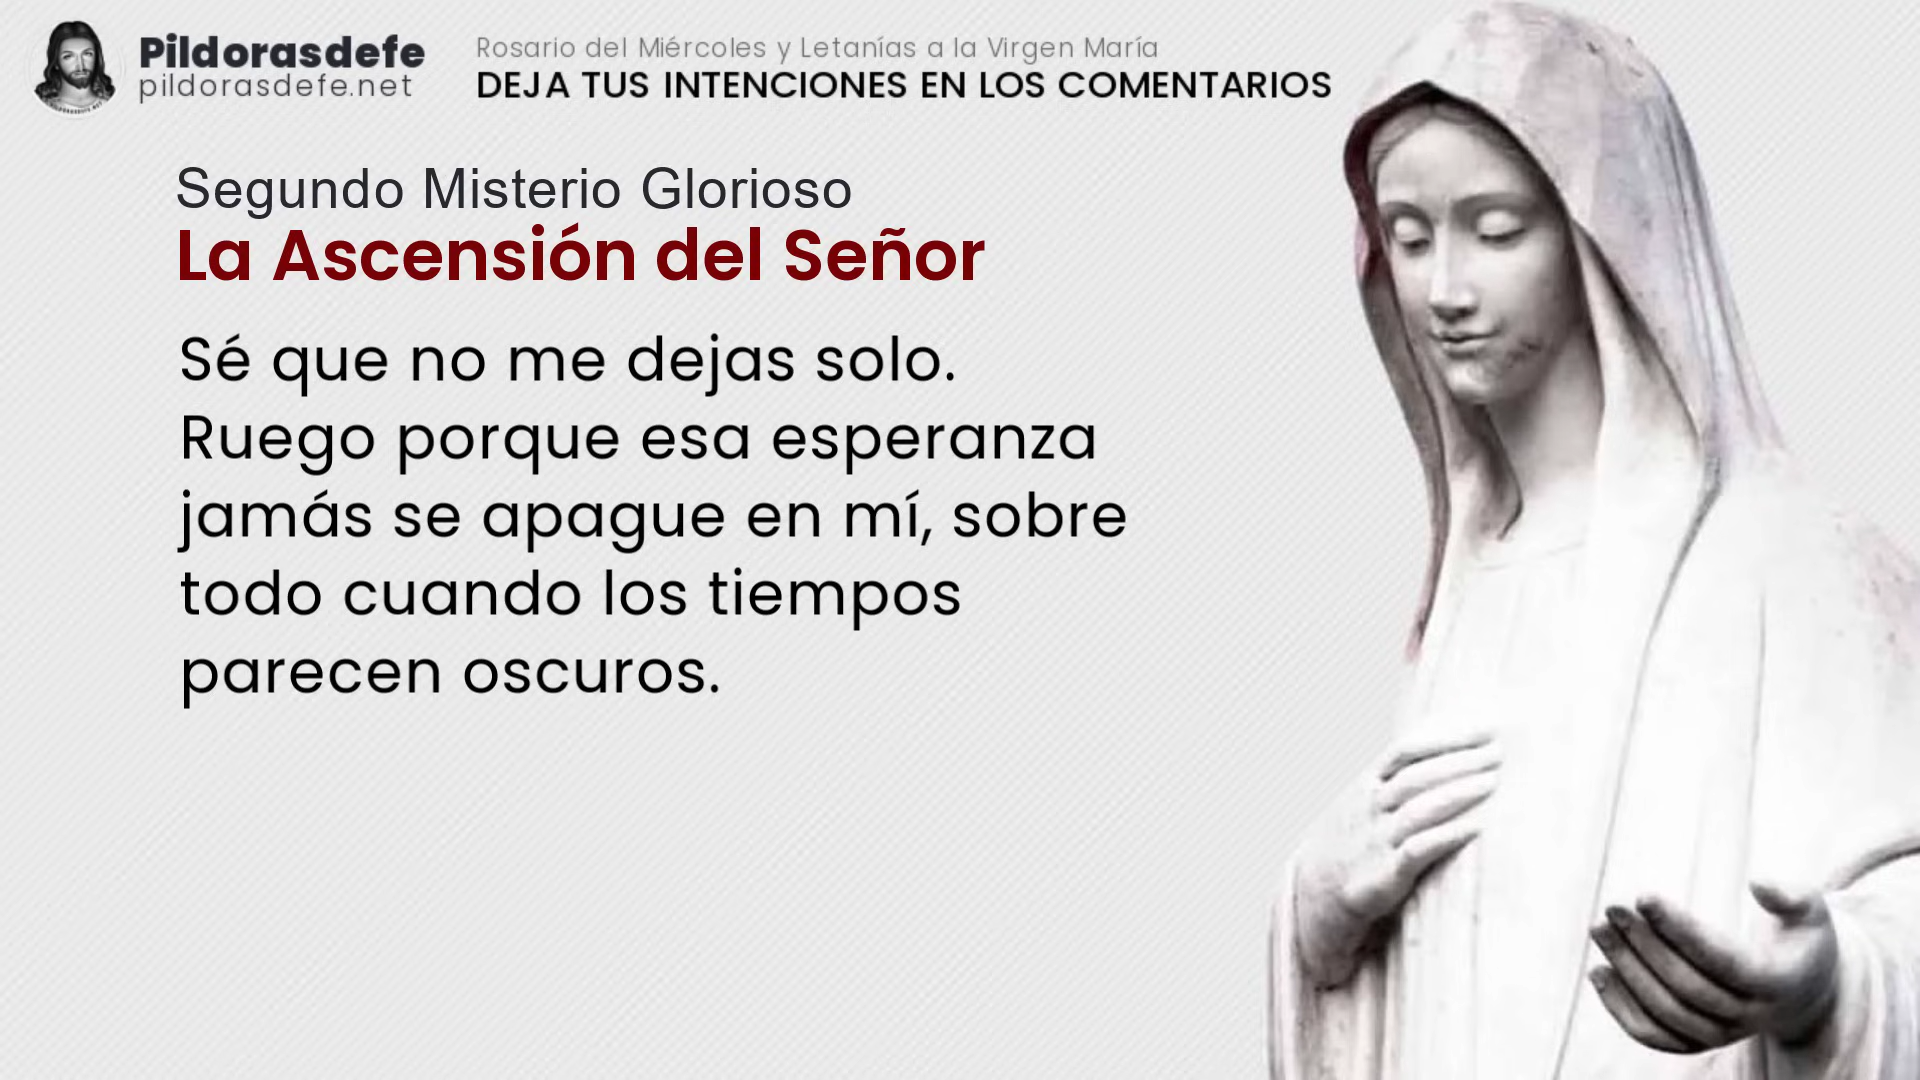 Pildorasdefe
pildorasdefe.net
Rosario del Miércoles y Letanías a la Virgen María
DEJA TUS INTENCIONES EN LOS COMENTARIOS
Segundo Misterio Glorioso
La Ascensión del Señor
Sé que no me dejas solo.
Ruego porque esa esperanza
jamás se apague en mí, sobre
todo cuando los tiempos
parecen oscuros.